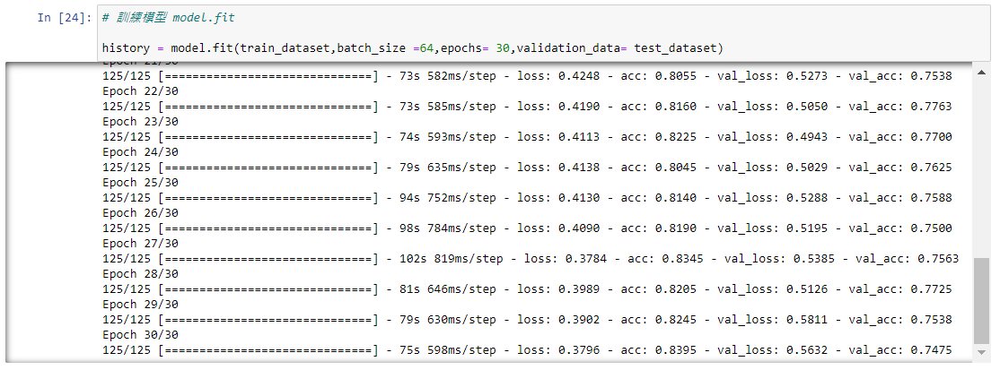 In [24]: # 訓練模型 model.fit
history = model.fit(train_dataset,batch_size =64,epochs= 30,validation_data= test_dataset)
Epoch 21/30
125/125 [==============================] - 73s 582ms/step - loss: 0.4248 - acc: 0.8055 - val_loss: 0.5273 - val_acc: 0.7538
Epoch 22/30
125/125 [==============================] - 73s 585ms/step - loss: 0.4190 - acc: 0.8160 - val_loss: 0.5050 - val_acc: 0.7763
Epoch 23/30
125/125 [==============================] - 74s 593ms/step - loss: 0.4113 - acc: 0.8225 - val_loss: 0.4943 - val_acc: 0.7700
Epoch 24/30
125/125 [==============================] - 79s 635ms/step - loss: 0.4138 - acc: 0.8045 - val_loss: 0.5029 - val_acc: 0.7625
Epoch 25/30
125/125 [==============================] - 94s 752ms/step - loss: 0.4130 - acc: 0.8140 - val_loss: 0.5288 - val_acc: 0.7588
Epoch 26/30
125/125 [==============================] - 98s 784ms/step - loss: 0.4090 - acc: 0.8190 - val_loss: 0.5195 - val_acc: 0.7500
Epoch 27/30
125/125 [==============================] - 102s 819ms/step - loss: 0.3784 - acc: 0.8345 - val_loss: 0.5385 - val_acc: 0.7563
Epoch 28/30
125/125 [==============================] - 81s 646ms/step - loss: 0.3989 - acc: 0.8205 - val_loss: 0.5126 - val_acc: 0.7725
Epoch 29/30
125/125 [==============================] - 79s 630ms/step - loss: 0.3902 - acc: 0.8245 - val_loss: 0.5811 - val_acc: 0.7538
Epoch 30/30
125/125 [==============================] - 75s 598ms/step - loss: 0.3796 - acc: 0.8395 - val_loss: 0.5632 - val_acc: 0.7475